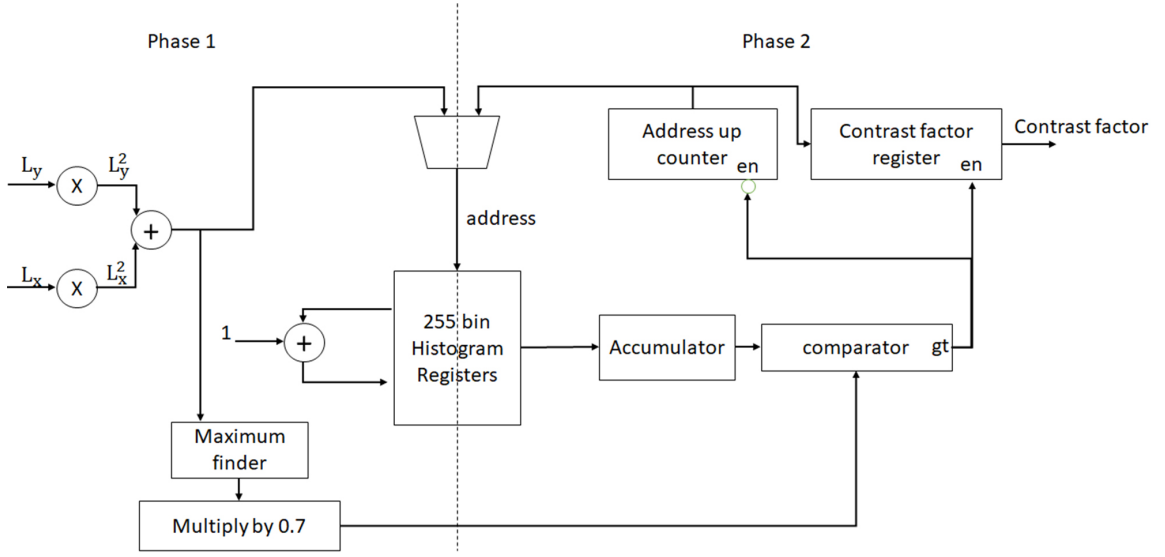 Phase 1
Phase 2
Address up
counter
en
Contrast factor
register
en
Contrast factor
L_y
X
L_y^2
+
address
L_x
X
L_x^2
1
+
255 bin
Histogram
Registers
Accumulator
comparator
gt
Maximum
finder
Multiply by 0.7